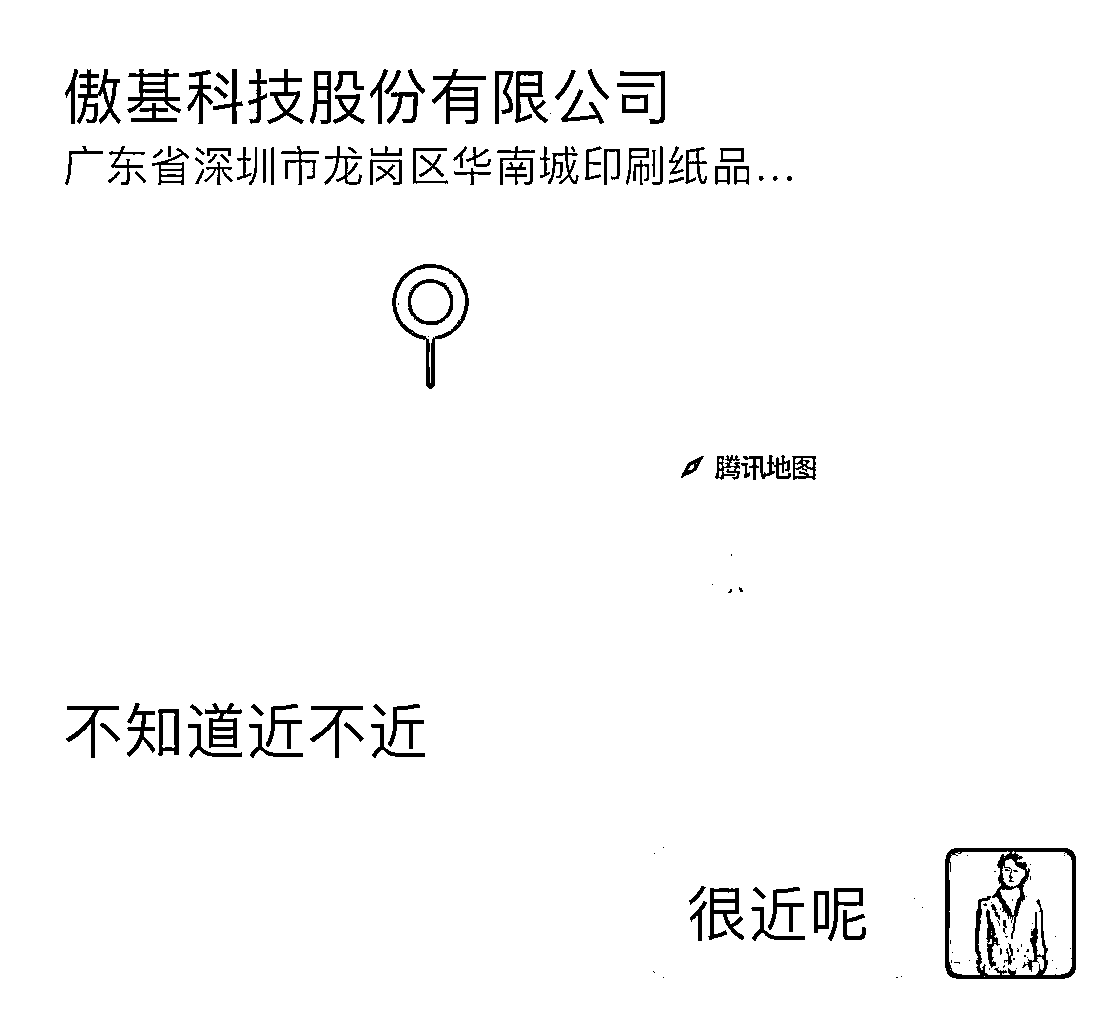 傲基科技股份有限公司
广东省深圳市龙岗区华南城印刷纸品...
腾讯地图
不知道近不近
很近呢